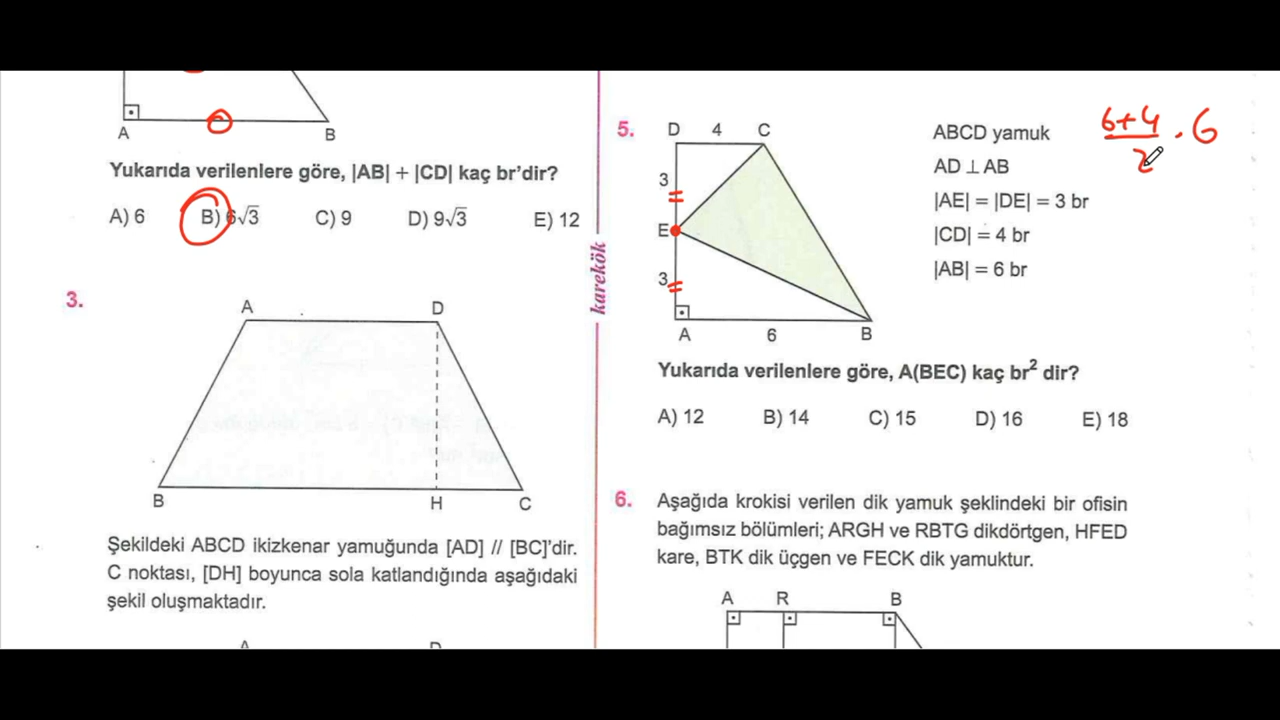 A B
Yukarıda verilenlere göre, |AB| + |CD| kaç br'dir?
A) 6 B) 6√3 C) 9 D) 9√3 E) 12
3.
A D
B H C
Şekildeki ABCD ikizkenar yamuğunda [AD] // [BC]'dir.
C noktası, [DH] boyunca sola katlandığında aşağıdaki
şekil oluşmaktadır.
A D
karekök
5.
D 4 C
3
E
3
A 6 B
ABCD yamuk
AD ⊥ AB
|AE| = |DE| = 3 br
|CD| = 4 br
|AB| = 6 br
6+4
2
. 6
Yukarıda verilenlere göre, A(BEC) kaç br² dir?
A) 12 B) 14 C) 15 D) 16 E) 18
6.
Aşağıda krokisi verilen dik yamuk şeklindeki bir ofisin
bağımsız bölümleri; ARGH ve RBTG dikdörtgen, HFED
kare, BTK dik üçgen ve FECK dik yamuktur.
A R B